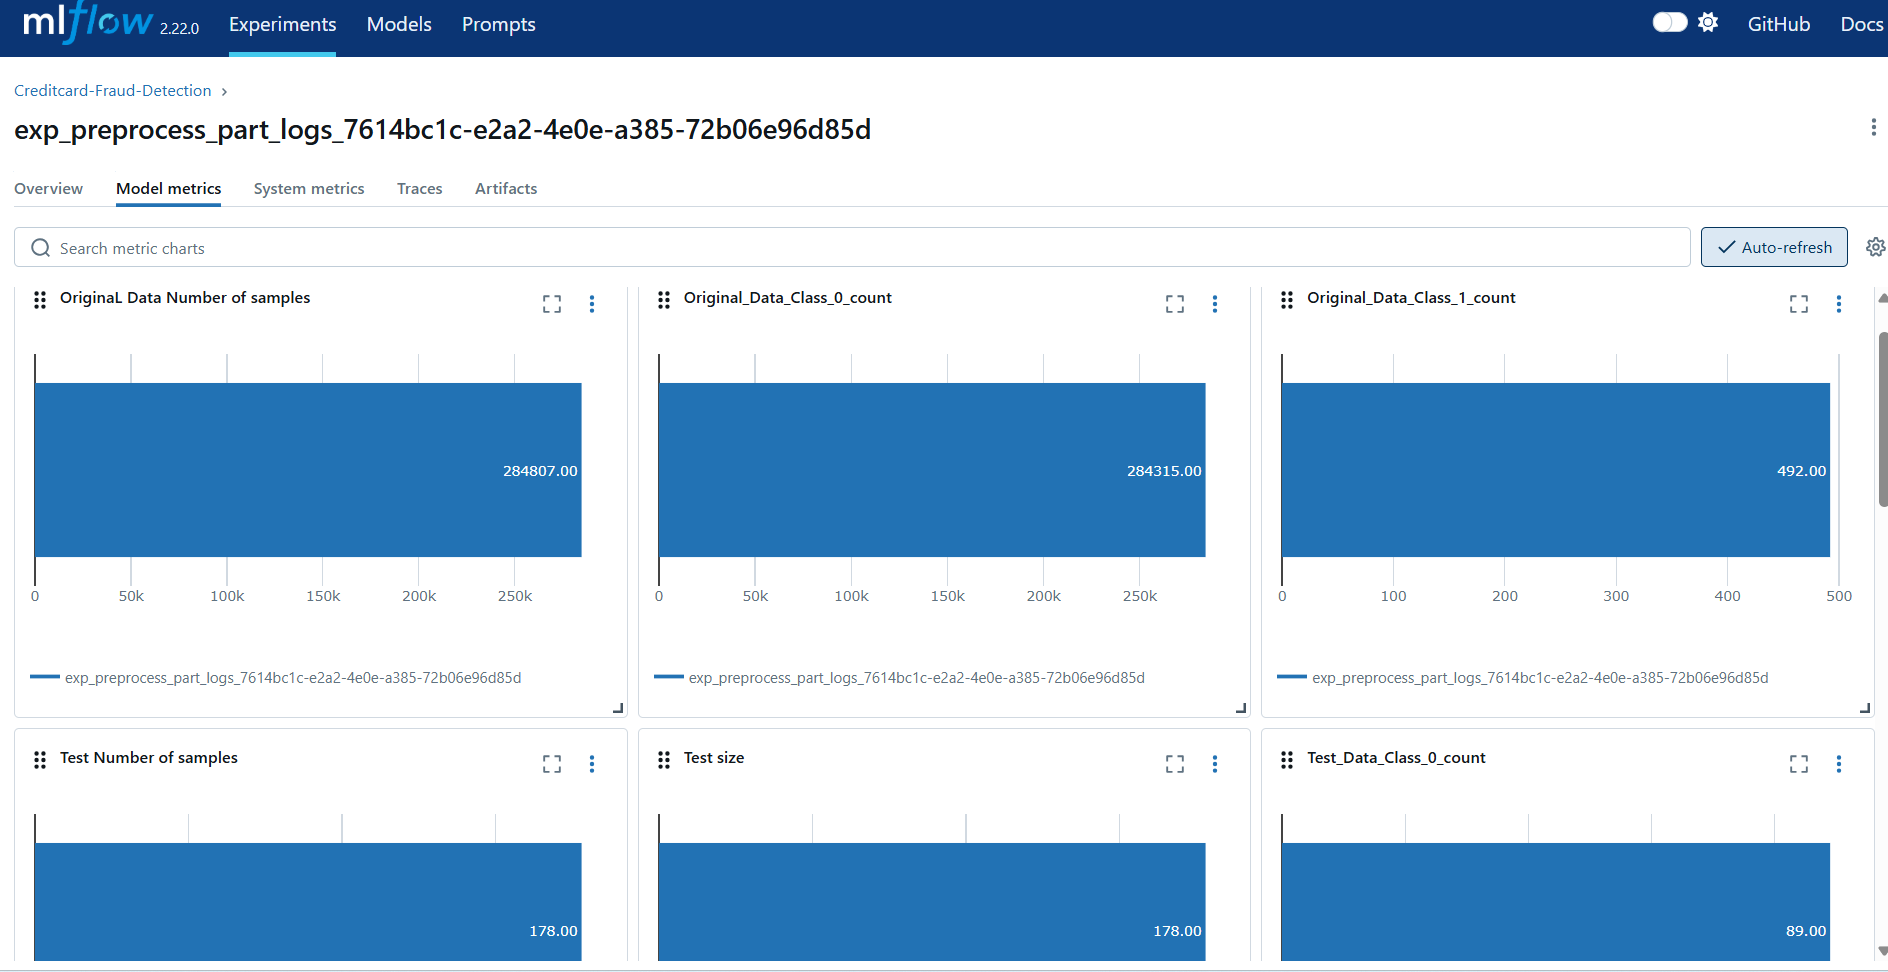 mlflow 2.22.0 Experiments Models Prompts GitHub Docs
Creditcard-Fraud-Detection ›
exp_preprocess_part_logs_7614bc1c-e2a2-4e0e-a385-72b06e96d85d
Overview Model metrics System metrics Traces Artifacts
Search metric charts Auto-refresh
OriginaL Data Number of samples
284807.00
0 50k 100k 150k 200k 250k
exp_preprocess_part_logs_7614bc1c-e2a2-4e0e-a385-72b06e96d85d
Original_Data_Class_0_count
284315.00
0 50k 100k 150k 200k 250k
exp_preprocess_part_logs_7614bc1c-e2a2-4e0e-a385-72b06e96d85d
Original_Data_Class_1_count
492.00
0 100 200 300 400 500
exp_preprocess_part_logs_7614bc1c-e2a2-4e0e-a385-72b06e96d85d
Test Number of samples
178.00
Test size
178.00
Test_Data_Class_0_count
89.00